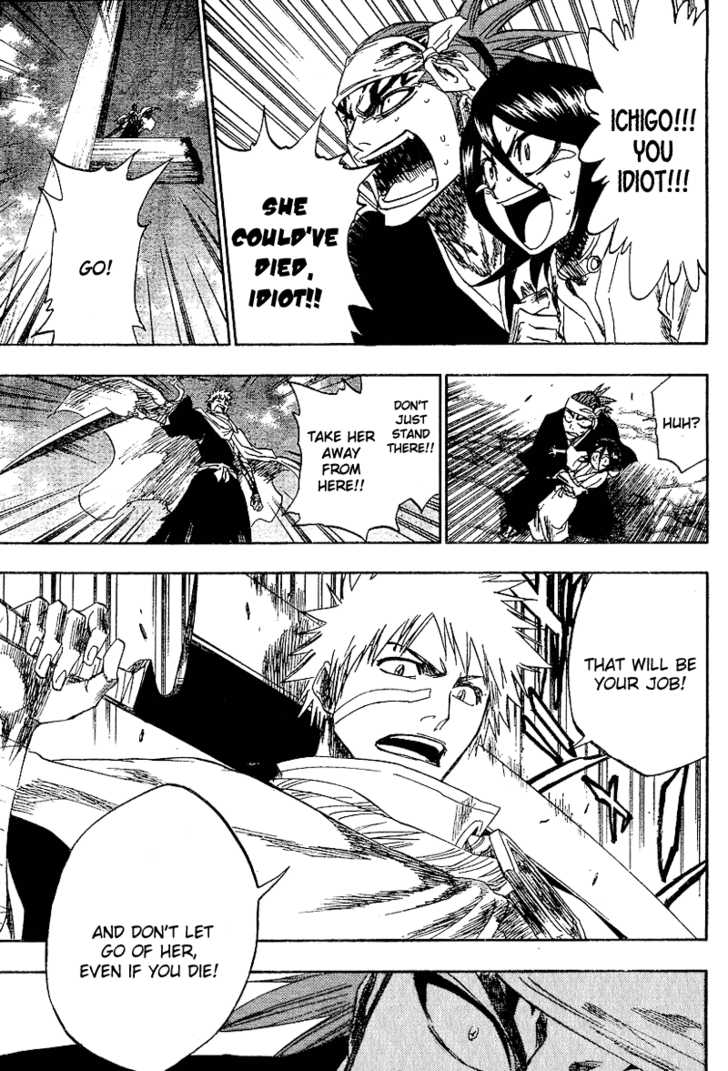 ICHIGO!!!
YOU
IDIOT!!!
SHE
COULD'VE
DIED,
IDIOT!!
GO!
HUH?
DON'T
JUST
STAND
THERE!!
TAKE HER
AWAY
FROM
HERE!!
THAT WILL BE
YOUR JOB!
AND DON'T LET
GO OF HER,
EVEN IF YOU DIE!